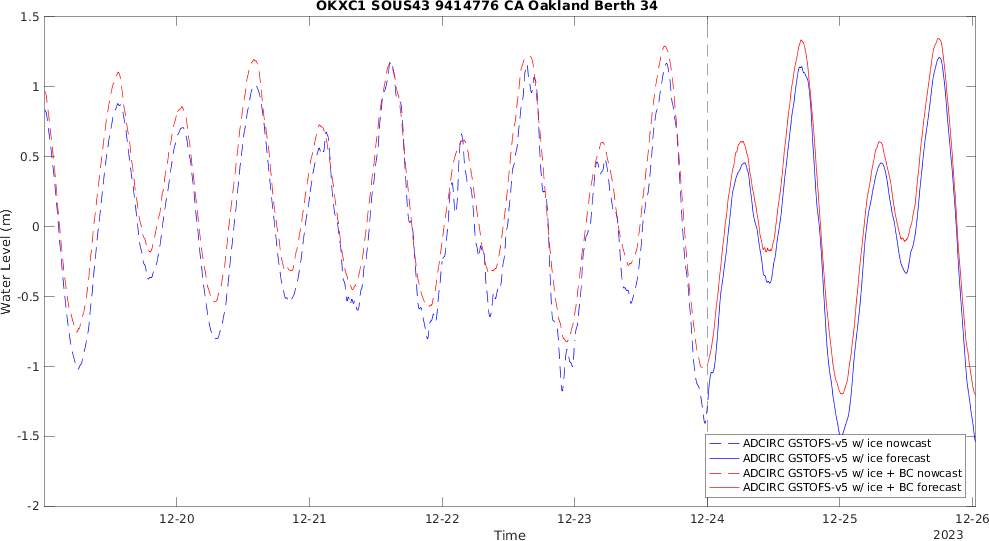 OKXC1 SOUS43 9414776 CA Oakland Berth 34
1.5
1
0.5
0
-0.5
-1
-1.5
-2
Water Level (m)
12-20
12-21
12-22
12-23
12-24
12-25
12-26
Time
2023
ADCIRC GSTOFS-v5 w/ ice nowcast
ADCIRC GSTOFS-v5 w/ ice forecast
ADCIRC GSTOFS-v5 w/ ice + BC nowcast
ADCIRC GSTOFS-v5 w/ ice + BC forecast